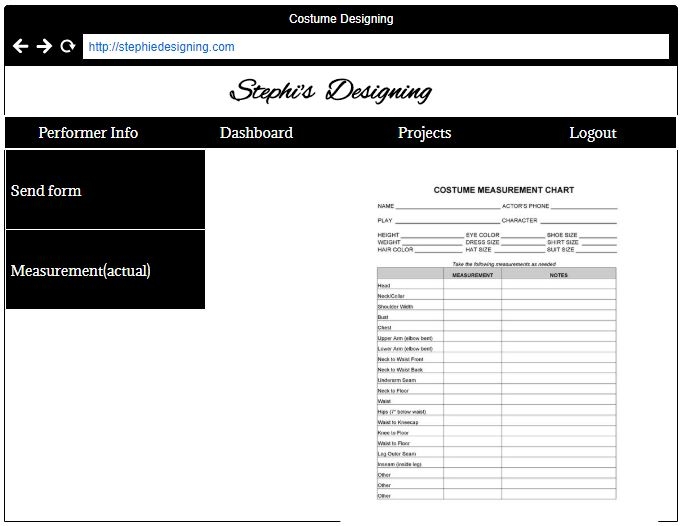 Costume Designing
http://stephiedesigning.com
Stephi's Designing
Performer Info Dashboard Projects Logout
Send form
Measurement(actual)
COSTUME MEASUREMENT CHART
NAME ACTOR'S PHONE
PLAY CHARACTER
HEIGHT EYE COLOR SHOE SIZE
WEIGHT DRESS SIZE SHIRT SIZE
HAIR COLOR HAT SIZE SUIT SIZE
Take the following measurements as needed
MEASUREMENT NOTES
Head
Neck/Collar
Shoulder Width
Bust
Chest
Upper Arm (elbow bent)
Lower Arm (elbow bent)
Neck to Waist Front
Neck to Waist Back
Underarm Seam
Neck to Floor
Waist
Hips (7" below waist)
Waist to Kneecap
Knee to Floor
Waist to Floor
Leg Outer Seam
Inseam (inside leg)
Other
Other
Other